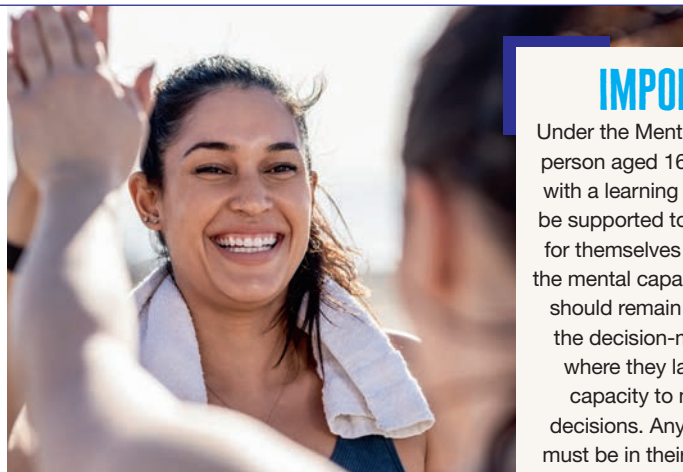 IMPO
Under the Ment
person aged 16
with a learning
be supported to
for themselves
the mental capa
should remain
the decision-m
where they la
capacity to
decisions. Any
must be in their